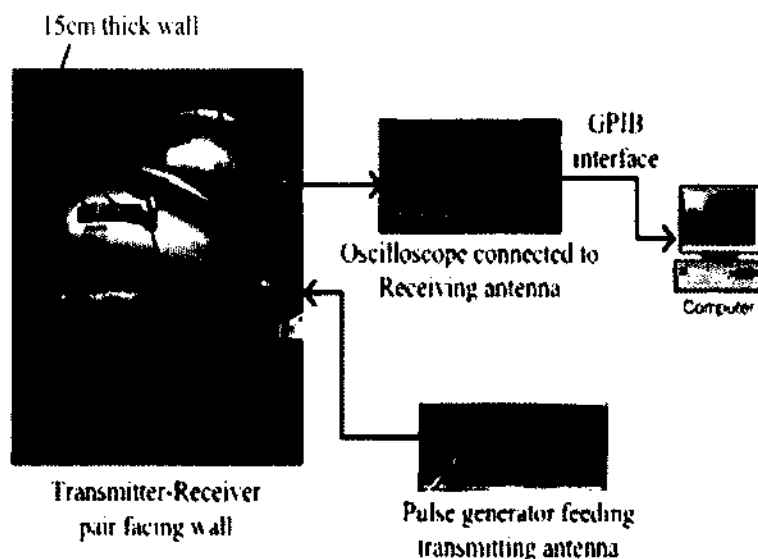 15cm thick wall
GPIB
interface
Oscilloscope connected to
Receiving antenna
Computer
Transmitter-Receiver
pair facing wall
Pulse generator feeding
transmitting antenna